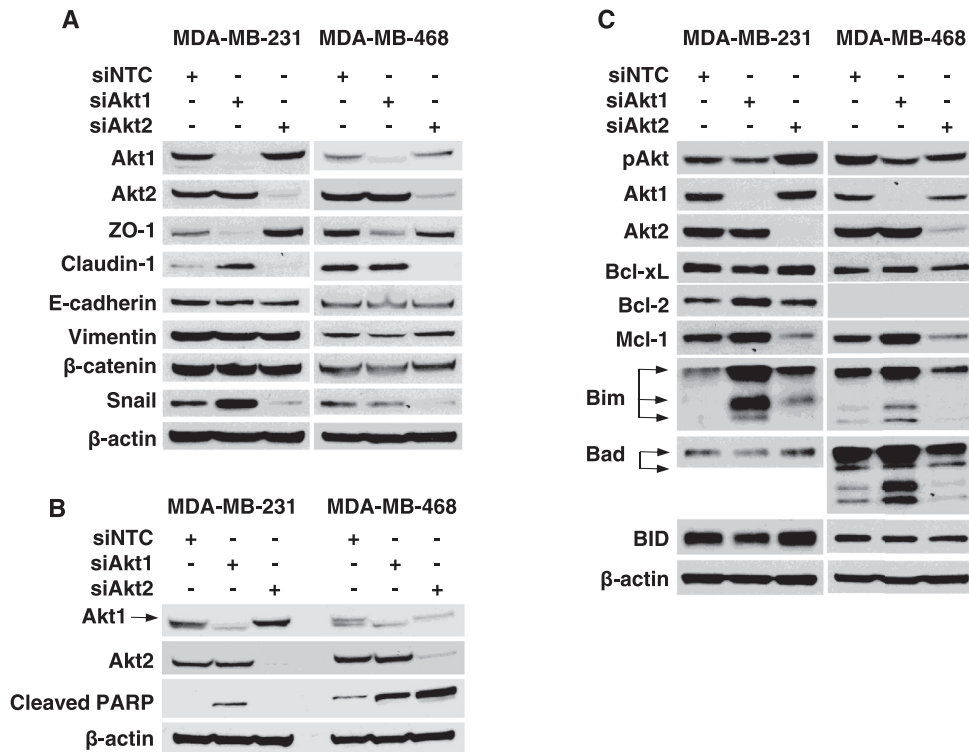 A
MDA-MB-231 MDA-MB-468
siNTC + - - + - -
siAkt1 - + - - + -
siAkt2 - - + - - +
Akt1
Akt2
ZO-1
Claudin-1
E-cadherin
Vimentin
β-catenin
Snail
β-actin
B
MDA-MB-231 MDA-MB-468
siNTC + - - + - -
siAkt1 - + - - + -
siAkt2 - - + - - +
Akt1
Akt2
Cleaved PARP
β-actin
C
MDA-MB-231 MDA-MB-468
siNTC + - - + - -
siAkt1 - + - - + -
siAkt2 - - + - - +
pAkt
Akt1
Akt2
Bcl-xL
Bcl-2
Mcl-1
Bim
Bad
BID
β-actin